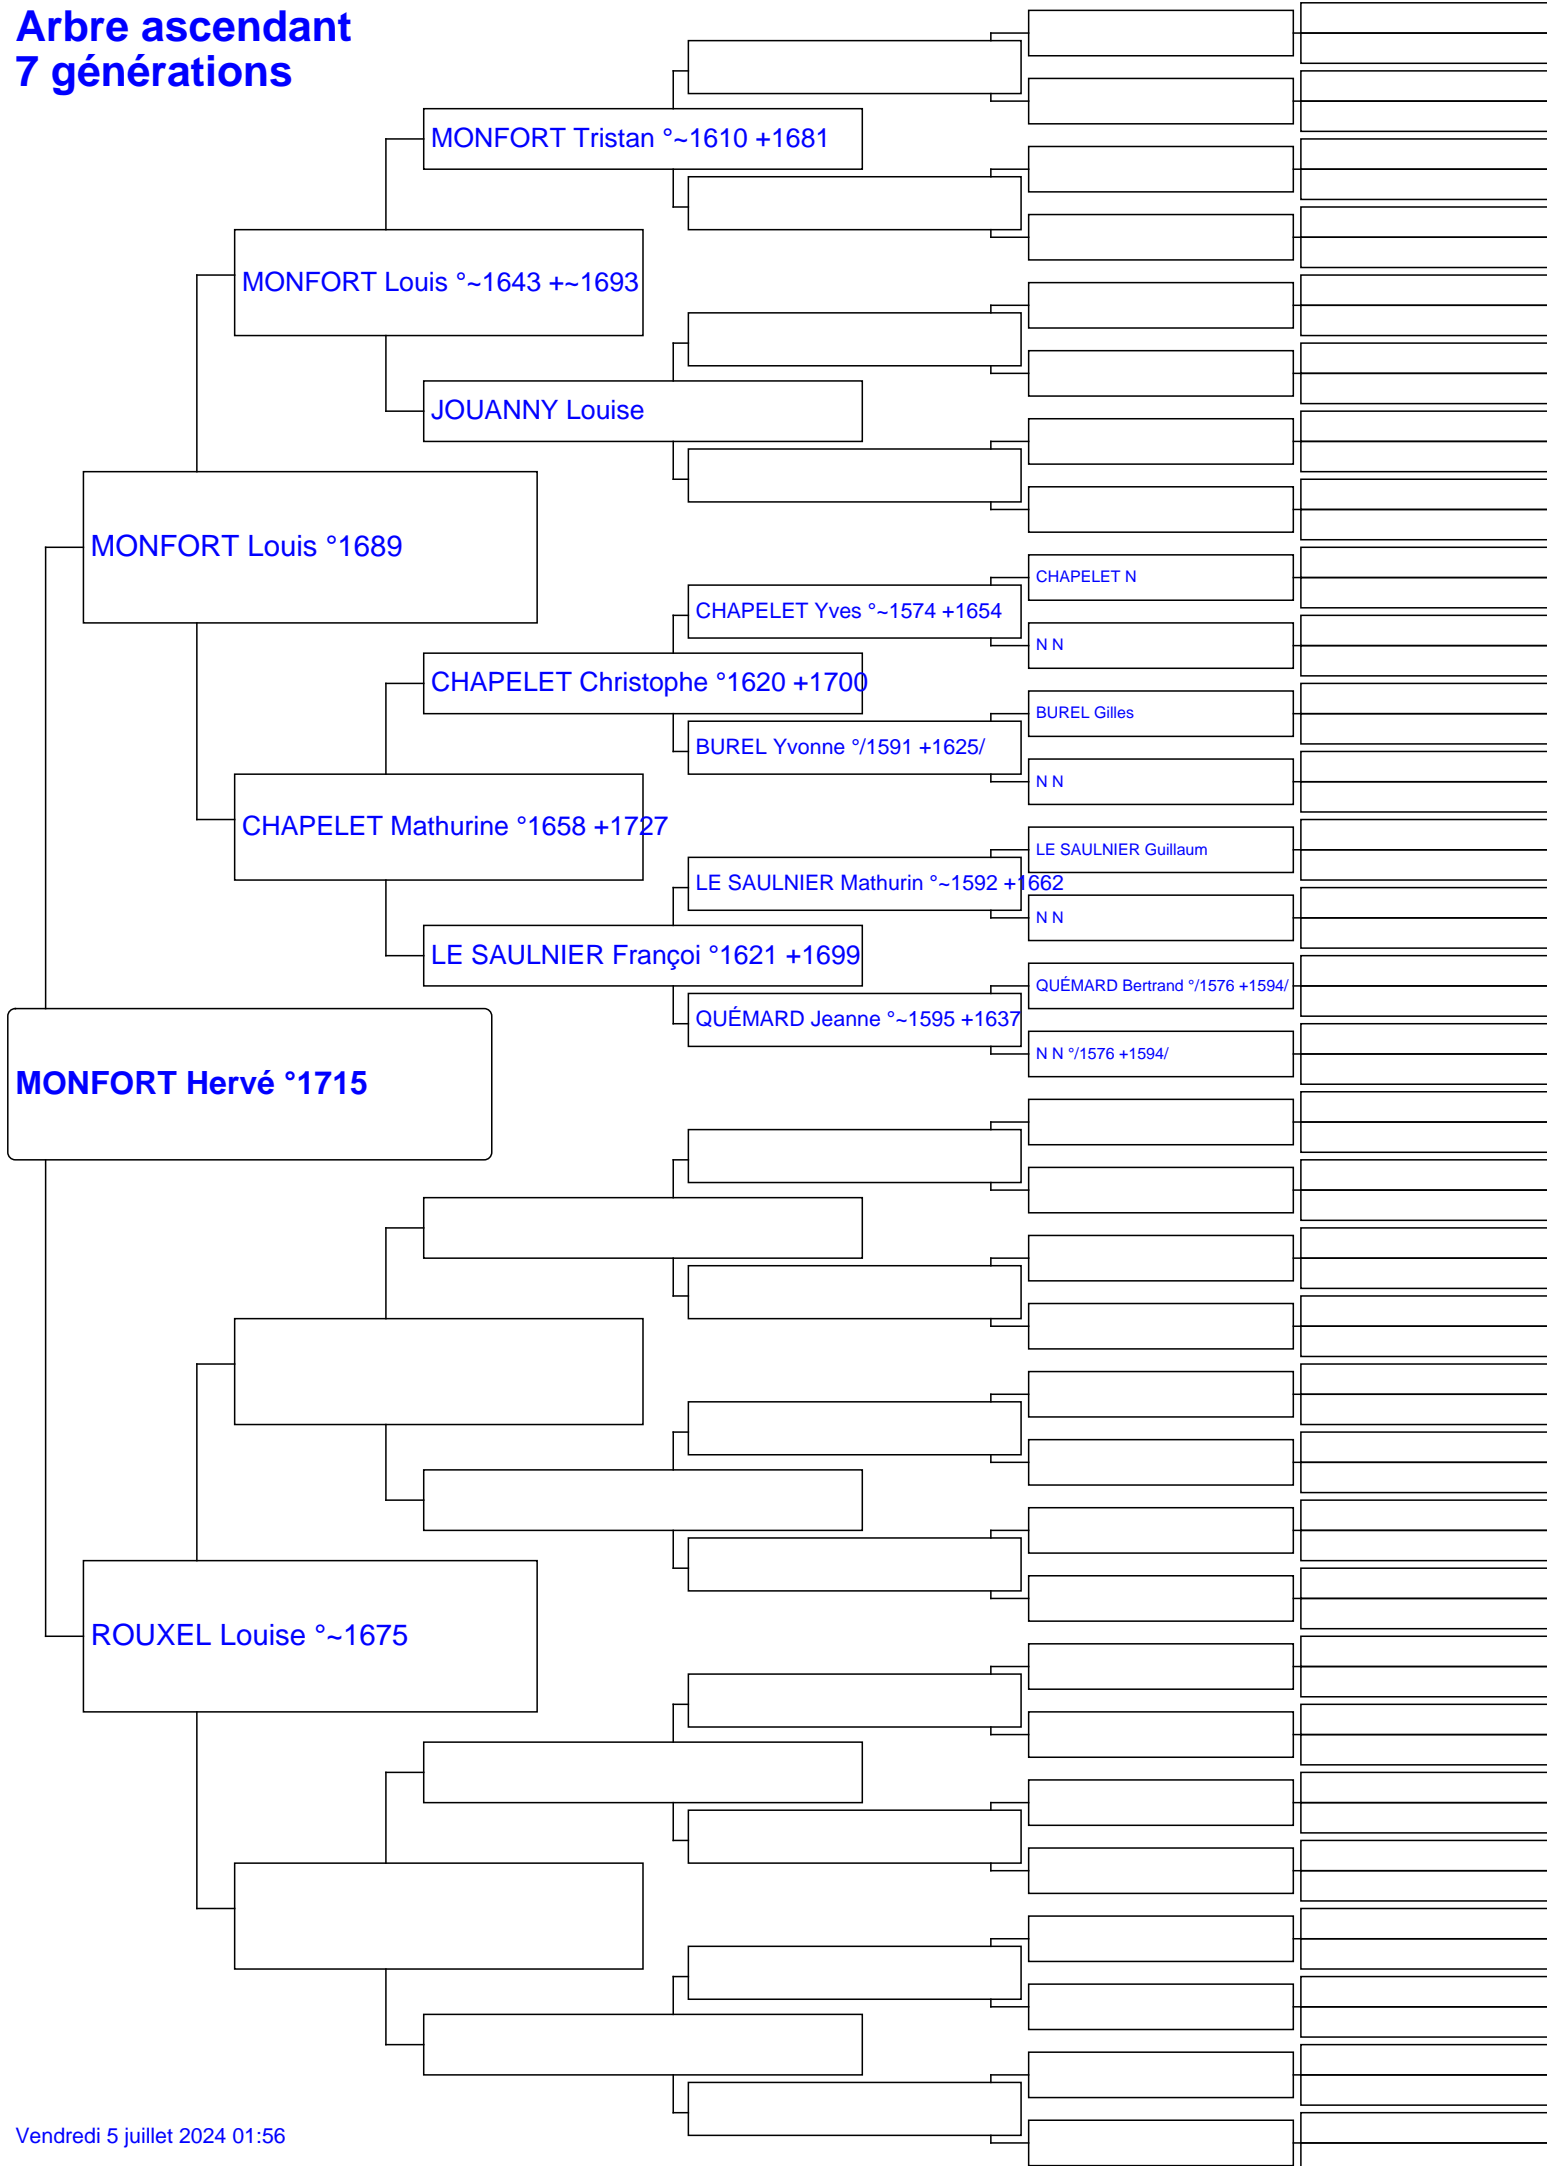 Arbre ascendant
7 générations
MONFORT Tristan °~1610 +1681
MONFORT Louis °~1643 +~1693
JOUANNY Louise
MONFORT Louis °1689
CHAPELET N
CHAPELET Yves °~1574 +1654
N N
CHAPELET Christophe °1620 +1700
BUREL Gilles
BUREL Yvonne °/1591 +1625/
N N
CHAPELET Mathurine °1658 +1727
LE SAULNIER Guillaum
LE SAULNIER Mathurin °~1592 +1662
N N
LE SAULNIER Françoi °1621 +1699
QUÉMARD Bertrand °/1576 +1594/
QUÉMARD Jeanne °~1595 +1637
N N °/1576 +1594/
MONFORT Hervé °1715
ROUXEL Louise °~1675
Vendredi 5 juillet 2024 01:56